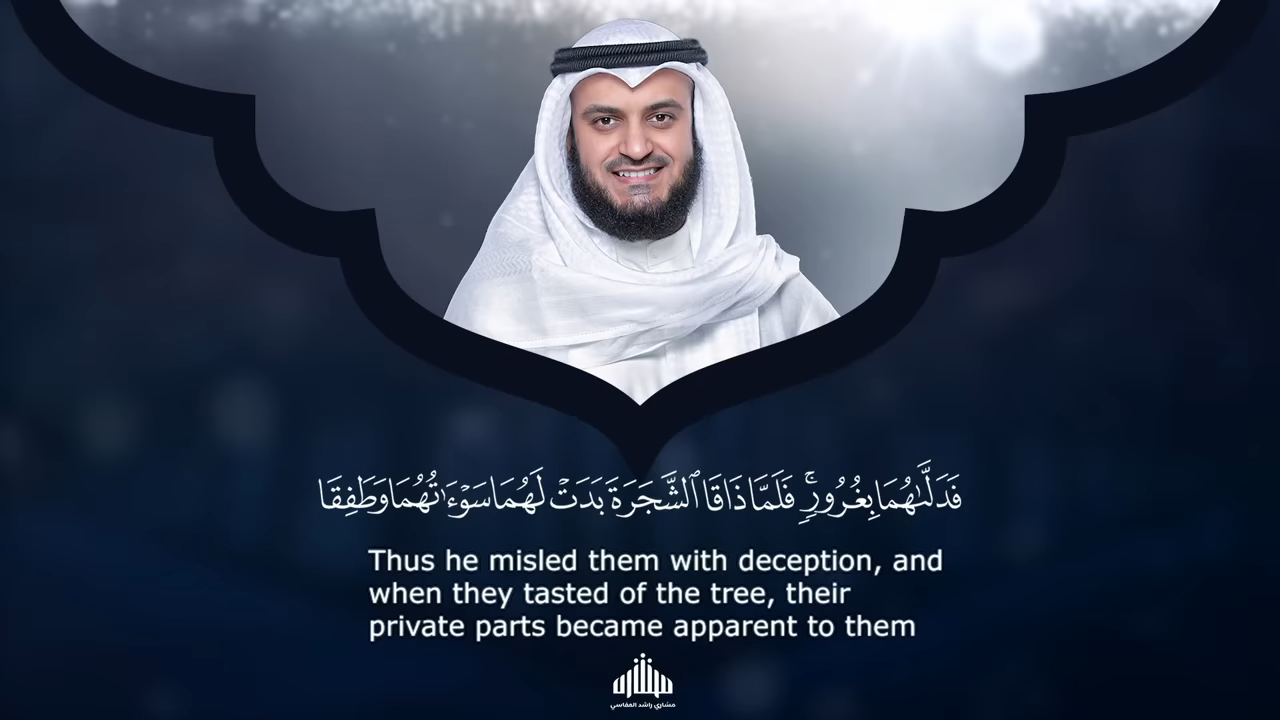 فَدَلَّىٰهُمَا بِغُرُورٍۚ فَلَمَّا ذَاقَا ٱلشَّجَرَةَ بَدَتۡ لَهُمَا سَوۡءَٰتُهُمَا وَطَفِقَا
Thus he misled them with deception, and
when they tasted of the tree, their
private parts became apparent to them
مشاري راشد العفاسي